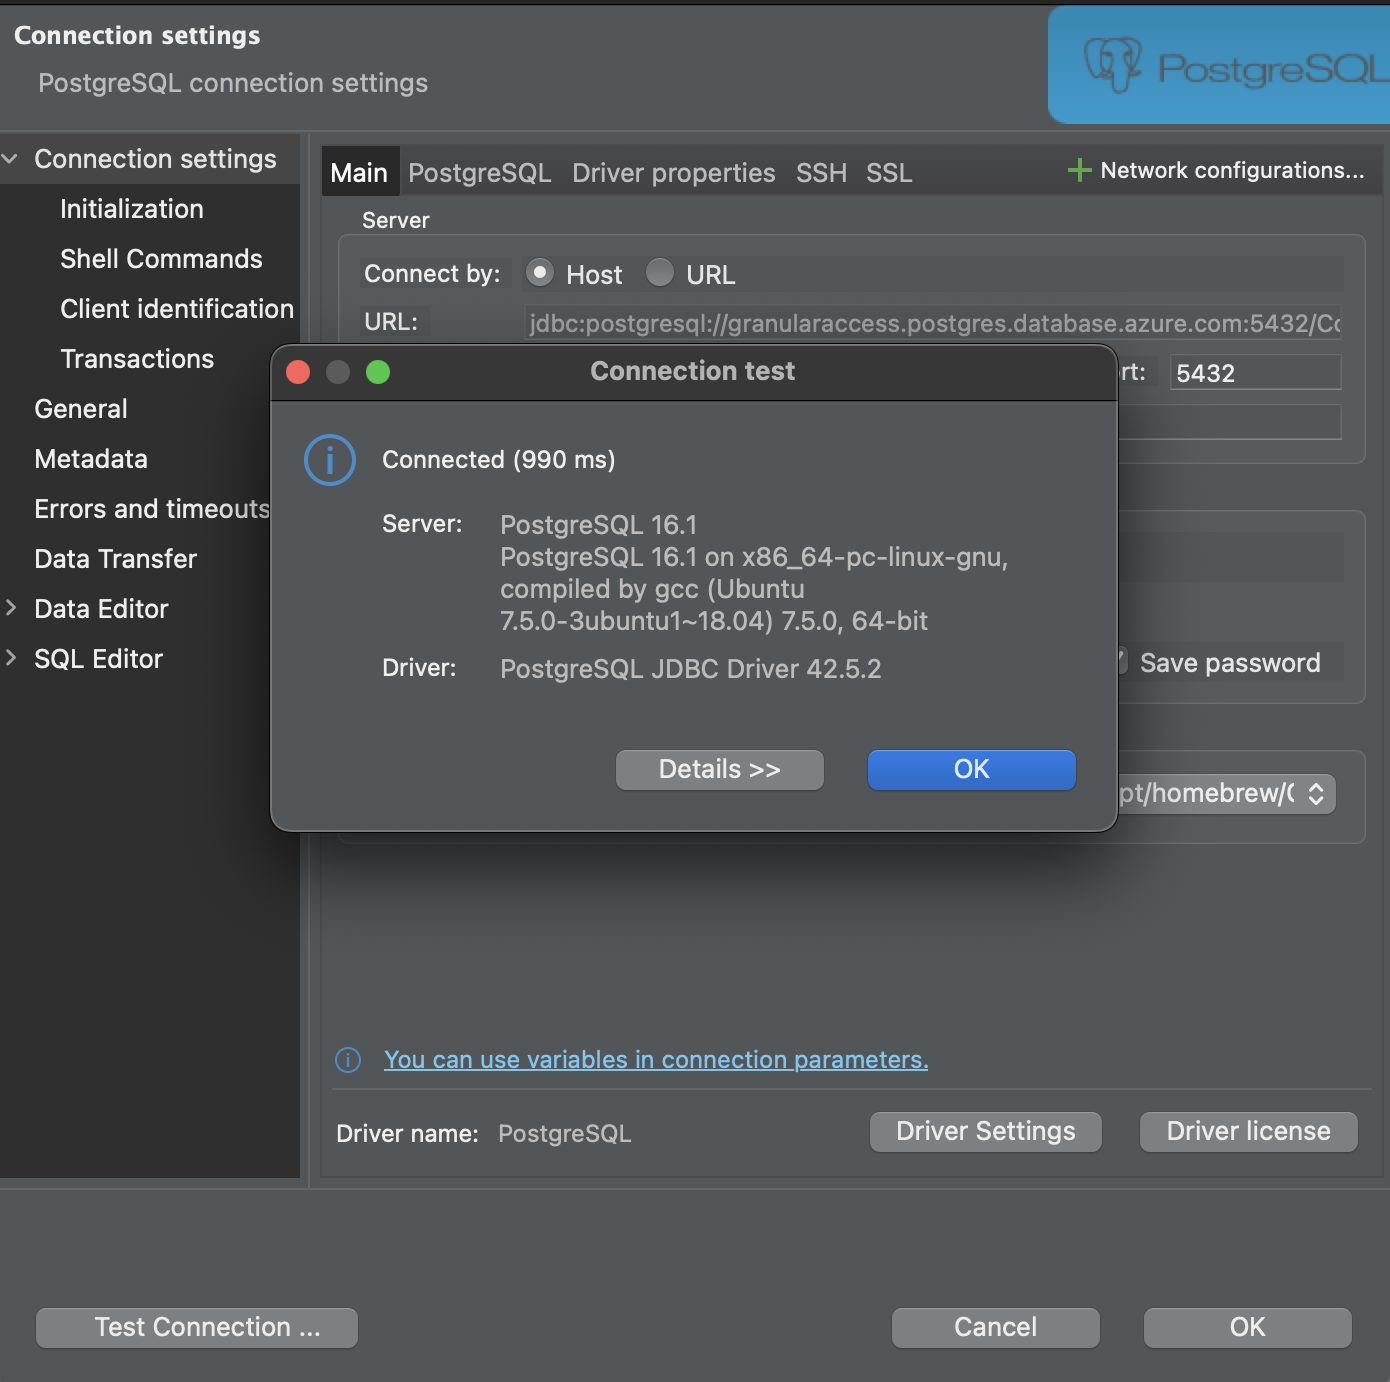 Connection settings
PostgreSQL connection settings
PostgreSQL
Connection settings
Initialization
Shell Commands
Client identification
Transactions
General
Metadata
Errors and timeouts
Data Transfer
Data Editor
SQL Editor
Main PostgreSQL Driver properties SSH SSL Network configurations...
Server
Connect by: Host URL
URL: jdbc:postgresql://granularaccess.postgres.database.azure.com:5432/Co
rt: 5432
Connection test
Connected (990 ms)
Server: PostgreSQL 16.1
PostgreSQL 16.1 on x86_64-pc-linux-gnu,
compiled by gcc (Ubuntu
7.5.0-3ubuntu1~18.04) 7.5.0, 64-bit
Driver: PostgreSQL JDBC Driver 42.5.2
Details >> OK
Save password
pt/homebrew/
You can use variables in connection parameters.
Driver name: PostgreSQL Driver Settings Driver license
Test Connection ... Cancel OK